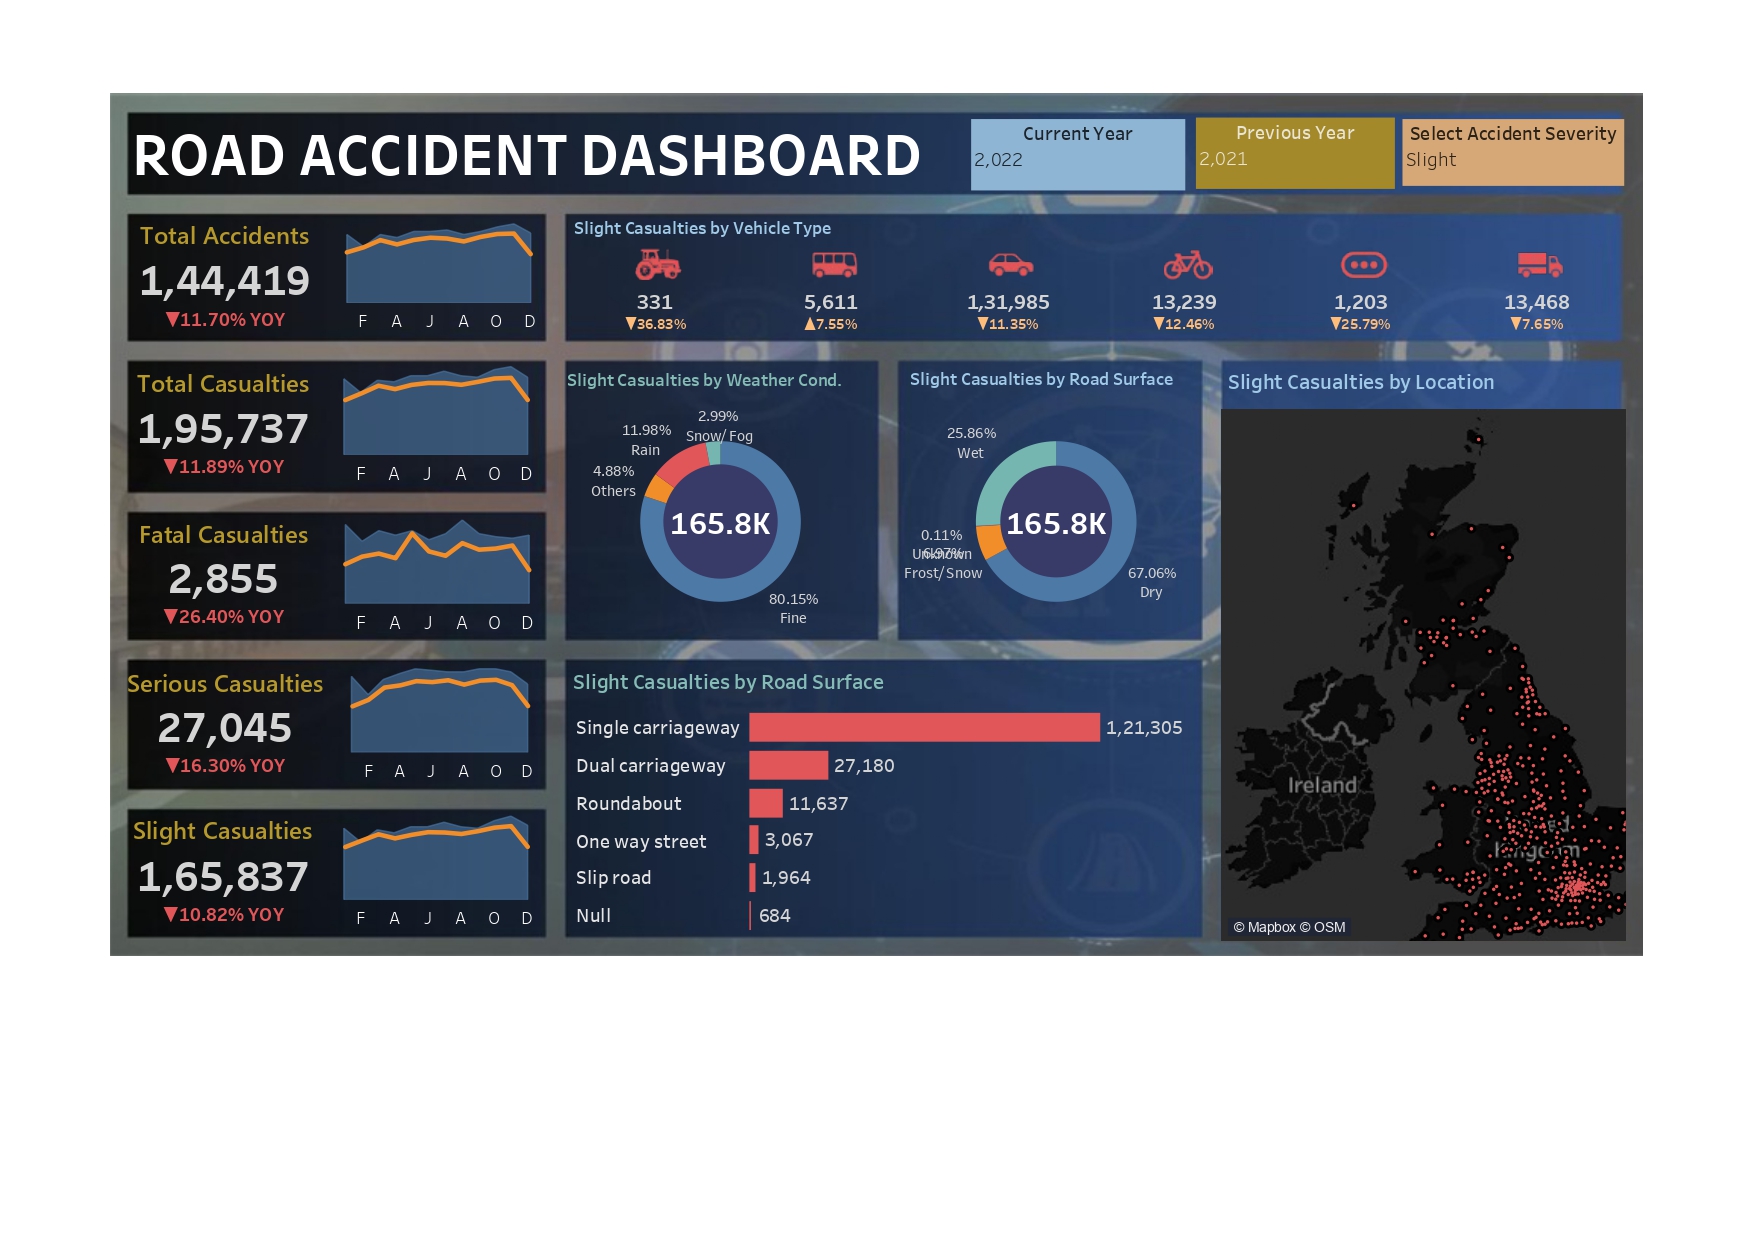 ROAD ACCIDENT DASHBOARD
Current Year
2,022
Previous Year
2,021
Select Accident Severity
Slight
Total Accidents
1,44,419
▼11.70% YOY
F A J A O D
Total Casualties
1,95,737
▼11.89% YOY
F A J A O D
Fatal Casualties
2,855
▼26.40% YOY
F A J A O D
Serious Casualties
27,045
▼16.30% YOY
F A J A O D
Slight Casualties
1,65,837
▼10.82% YOY
F A J A O D
Slight Casualties by Vehicle Type
331 5,611 1,31,985 13,239 1,203 13,468
▼36.83% ▲7.55% ▼11.35% ▼12.46% ▼25.79% ▼7.65%
Slight Casualties by Weather Cond.
2.99%
Snow/Fog
11.98%
Rain
4.88%
Others
165.8K
80.15%
Fine
Slight Casualties by Road Surface
25.86%
Wet
165.8K
0.11%
Unknown
6.97%
Frost/Snow
67.06%
Dry
Slight Casualties by Road Surface
Single carriageway 1,21,305
Dual carriageway 27,180
Roundabout 11,637
One way street 3,067
Slip road 1,964
Null 684
Slight Casualties by Location
Ireland
© Mapbox © OSM